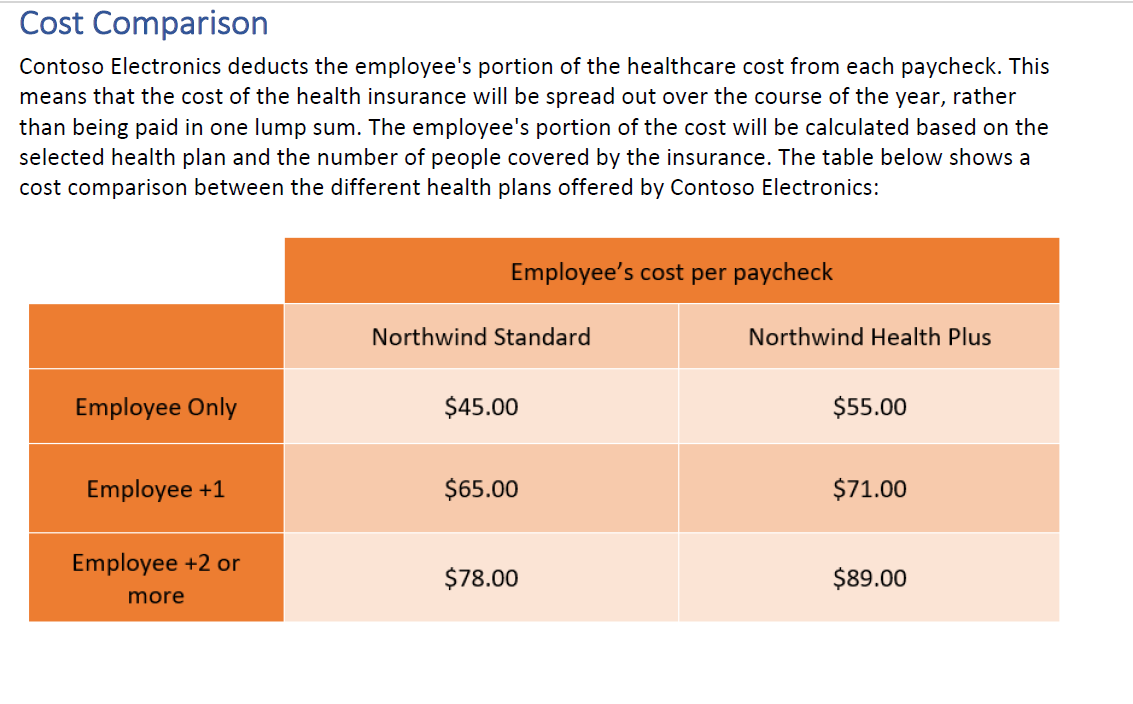 Cost Comparison
Contoso Electronics deducts the employee's portion of the healthcare cost from each paycheck. This
means that the cost of the health insurance will be spread out over the course of the year, rather
than being paid in one lump sum. The employee's portion of the cost will be calculated based on the
selected health plan and the number of people covered by the insurance. The table below shows a
cost comparison between the different health plans offered by Contoso Electronics:
Employee’s cost per paycheck
Northwind Standard Northwind Health Plus
Employee Only $45.00 $55.00
Employee +1 $65.00 $71.00
Employee +2 or
more $78.00 $89.00